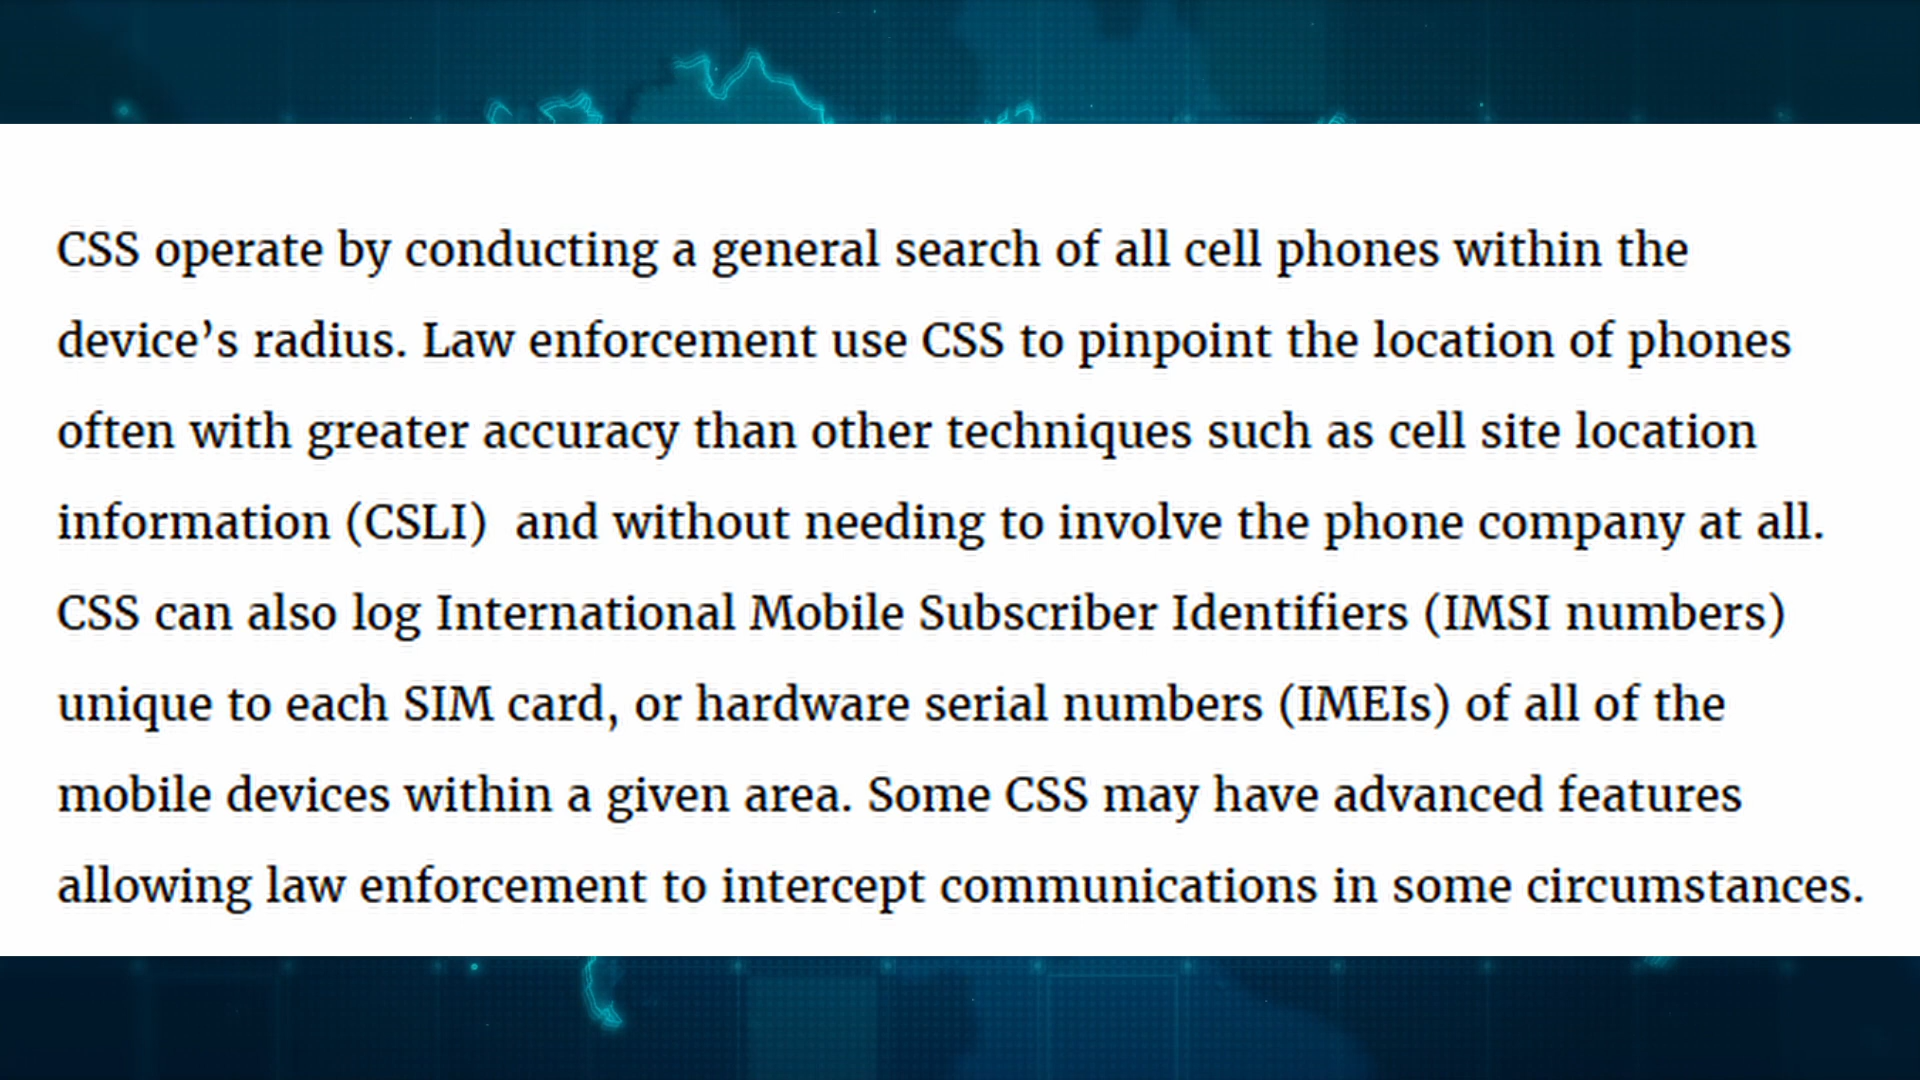 CSS operate by conducting a general search of all cell phones within the
device’s radius. Law enforcement use CSS to pinpoint the location of phones
often with greater accuracy than other techniques such as cell site location
information (CSLI)  and without needing to involve the phone company at all.
CSS can also log International Mobile Subscriber Identifiers (IMSI numbers)
unique to each SIM card, or hardware serial numbers (IMEIs) of all of the
mobile devices within a given area. Some CSS may have advanced features
allowing law enforcement to intercept communications in some circumstances.